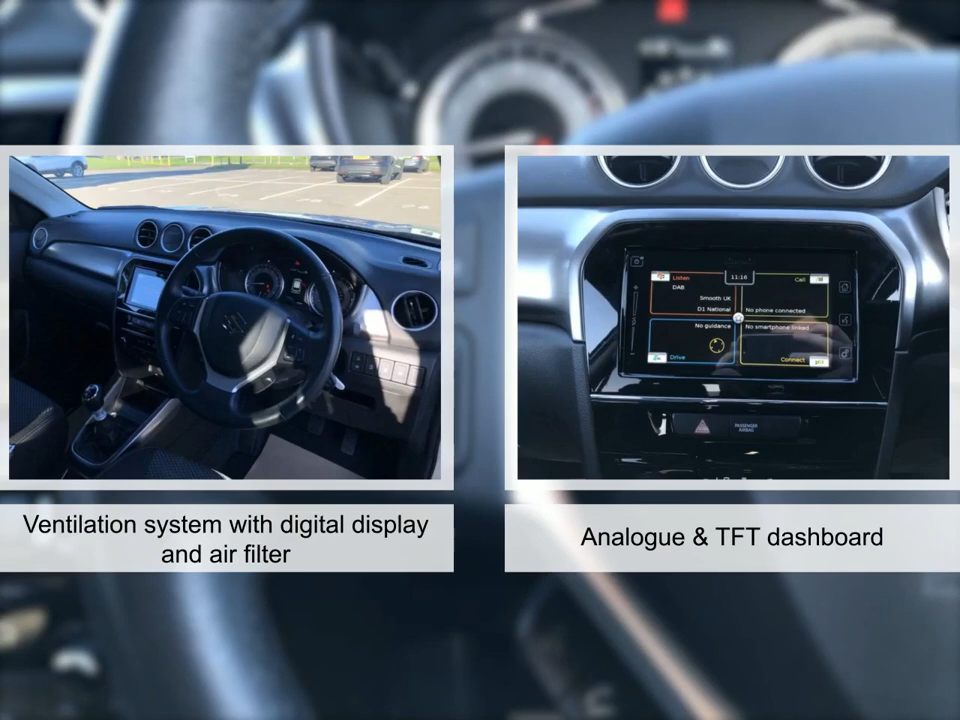 11:16
Listen
Call
DAB
Smooth UK
D1 National
No phone connected
No guidance
No smartphone linked
Drive
Connect
VOL
PASSENGER
AIRBAG
Ventilation system with digital display
and air filter
Analogue & TFT dashboard